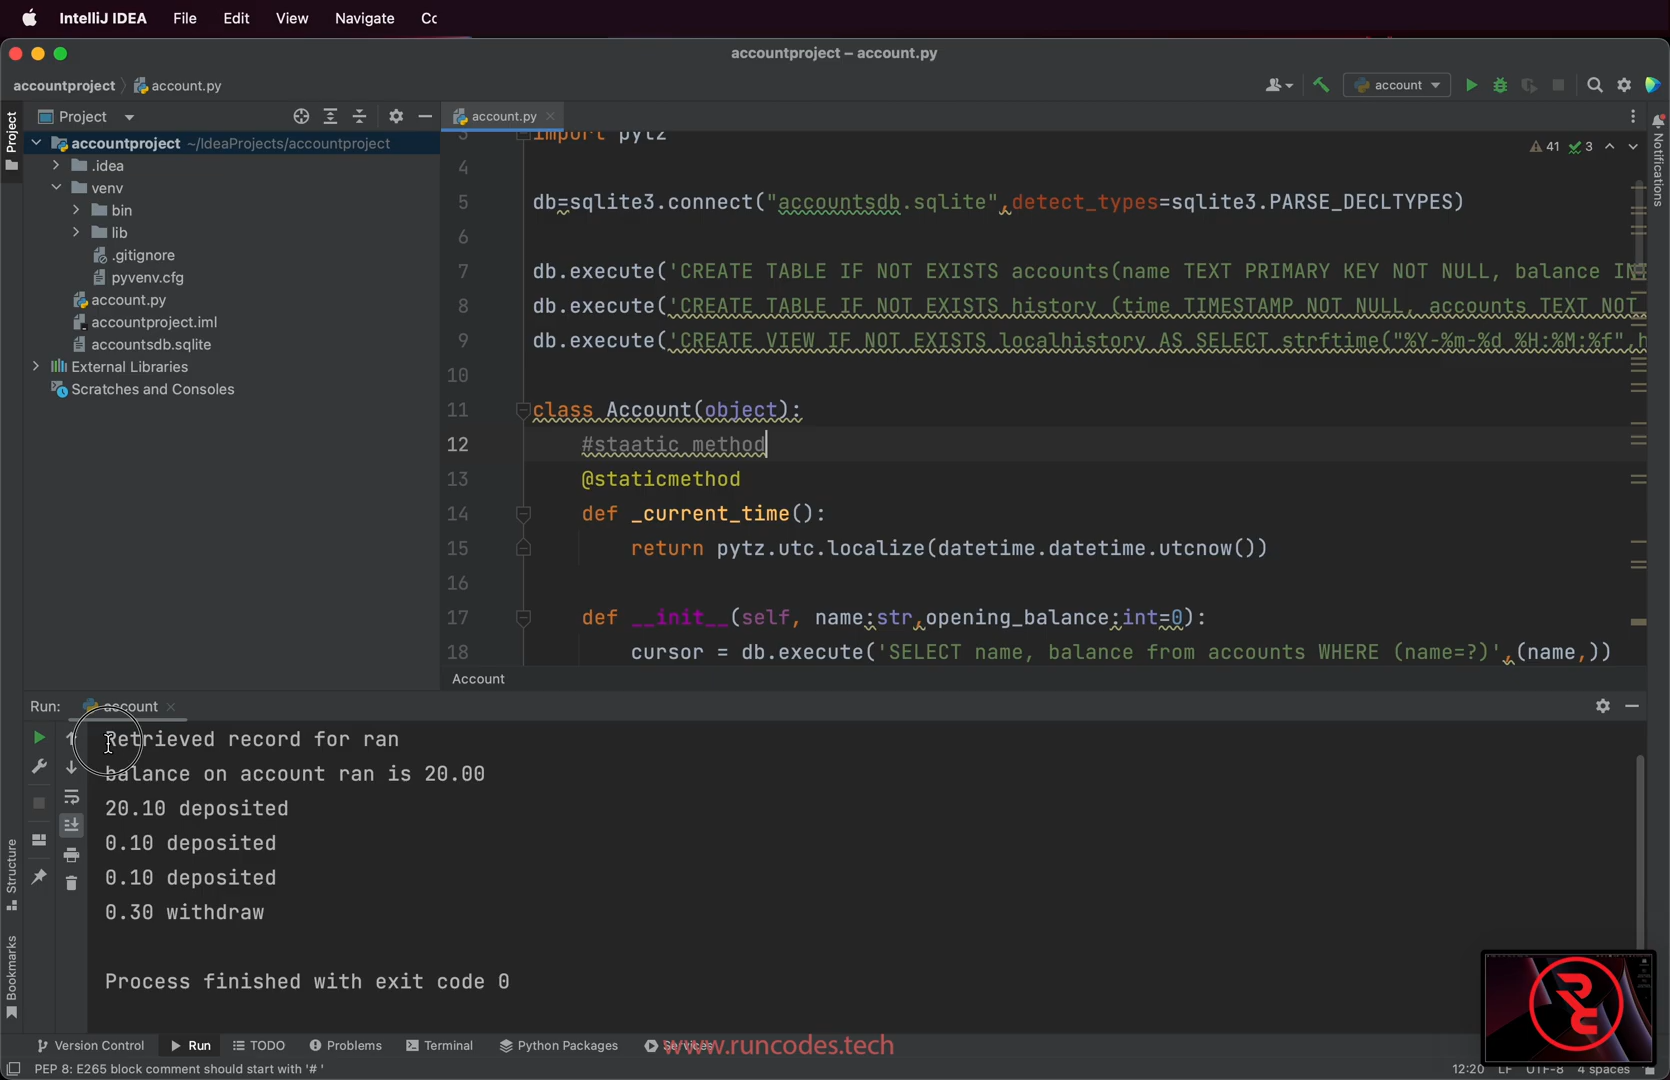 IntelliJ IDEA File Edit View Navigate
accountproject – account.py
accountproject account.py
account
Project
Project
account.py
41 3
Notifications
accountproject ~/IdeaProjects/accountproject
.idea
venv
bin
lib
.gitignore
pyvenv.cfg
account.py
accountproject.iml
accountsdb.sqlite
External Libraries
Scratches and Consoles
3 import pytz
4
5 db=sqlite3.connect("accountsdb.sqlite",detect_types=sqlite3.PARSE_DECLTYPES)
6
7 db.execute('CREATE TABLE IF NOT EXISTS accounts(name TEXT PRIMARY KEY NOT NULL, balance IN
8 db.execute('CREATE TABLE IF NOT EXISTS history (time TIMESTAMP NOT NULL, accounts TEXT NOT
9 db.execute('CREATE VIEW IF NOT EXISTS localhistory AS SELECT strftime("%Y-%m-%d %H:%M:%f",h
10
11 class Account(object):
12 #staatic method
13 @staticmethod
14 def _current_time():
15 return pytz.utc.localize(datetime.datetime.utcnow())
16
17 def __init__(self, name:str,opening_balance:int=0):
18 cursor = db.execute('SELECT name, balance from accounts WHERE (name=?)',(name,))
Account
Run: account
Retrieved record for ran
balance on account ran is 20.00
20.10 deposited
0.10 deposited
0.10 deposited
0.30 withdraw
Process finished with exit code 0
Structure
Bookmarks
Version Control Run TODO Problems Terminal Python Packages
www.runcodes.tech
PEP 8: E265 block comment should start with '# '
12:20 LF UTF-8 4 spaces